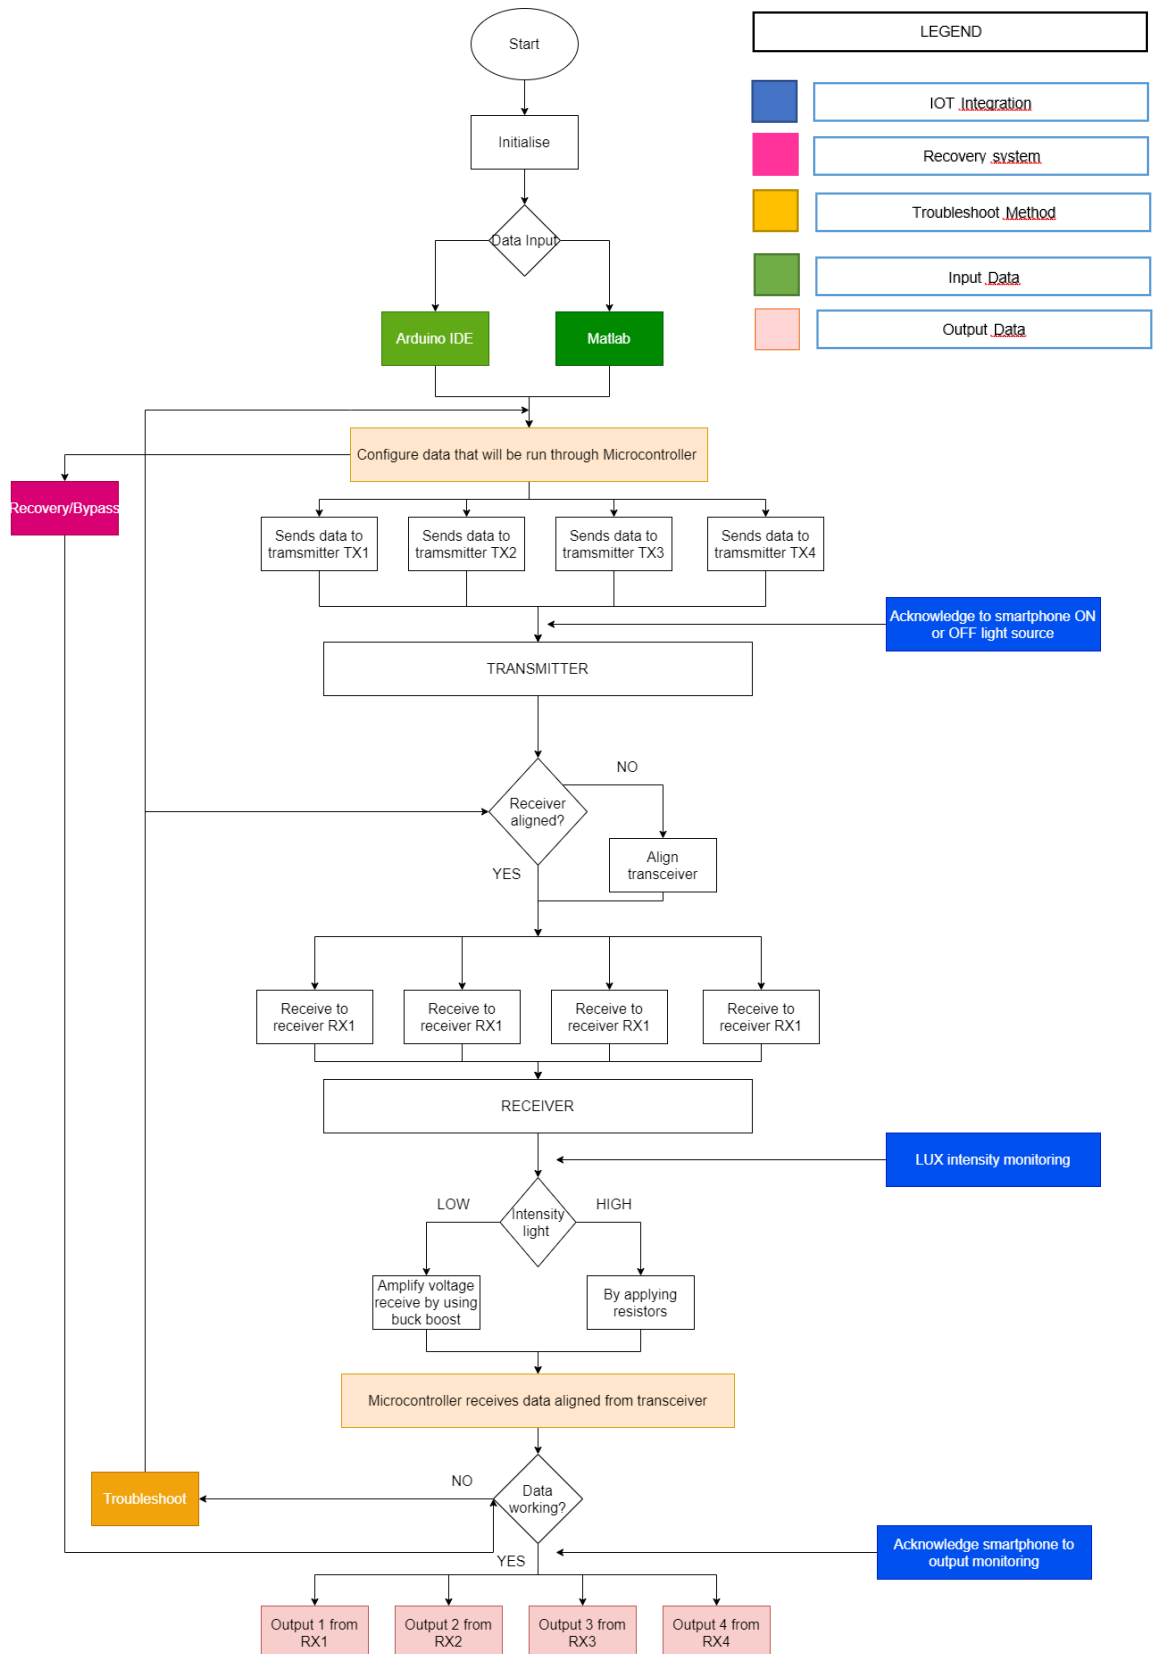 Start
LEGEND
IOT Integration
Initialise
Recovery system
Troubleshoot Method
Data Input
Input Data
Output Data
Arduino IDE
Matlab
Configure data that will be run through Microcontroller
Recovery/Bypass
Sends data to
tramsmitter TX1
Sends data to
tramsmitter TX2
Sends data to
tramsmitter TX3
Sends data to
tramsmitter TX4
Acknowledge to smartphone ON
or OFF light source
TRANSMITTER
NO
Receiver
aligned?
Align
transceiver
YES
Receive to
receiver RX1
Receive to
receiver RX1
Receive to
receiver RX1
Receive to
receiver RX1
RECEIVER
LUX intensity monitoring
LOW
HIGH
Intensity
light
Amplify voltage
receive by using
buck boost
By applying
resistors
Microcontroller receives data aligned from transceiver
NO
Data
working?
Troubleshoot
YES
Acknowledge smartphone to
output monitoring
Output 1 from
RX1
Output 2 from
RX2
Output 3 from
RX3
Output 4 from
RX4